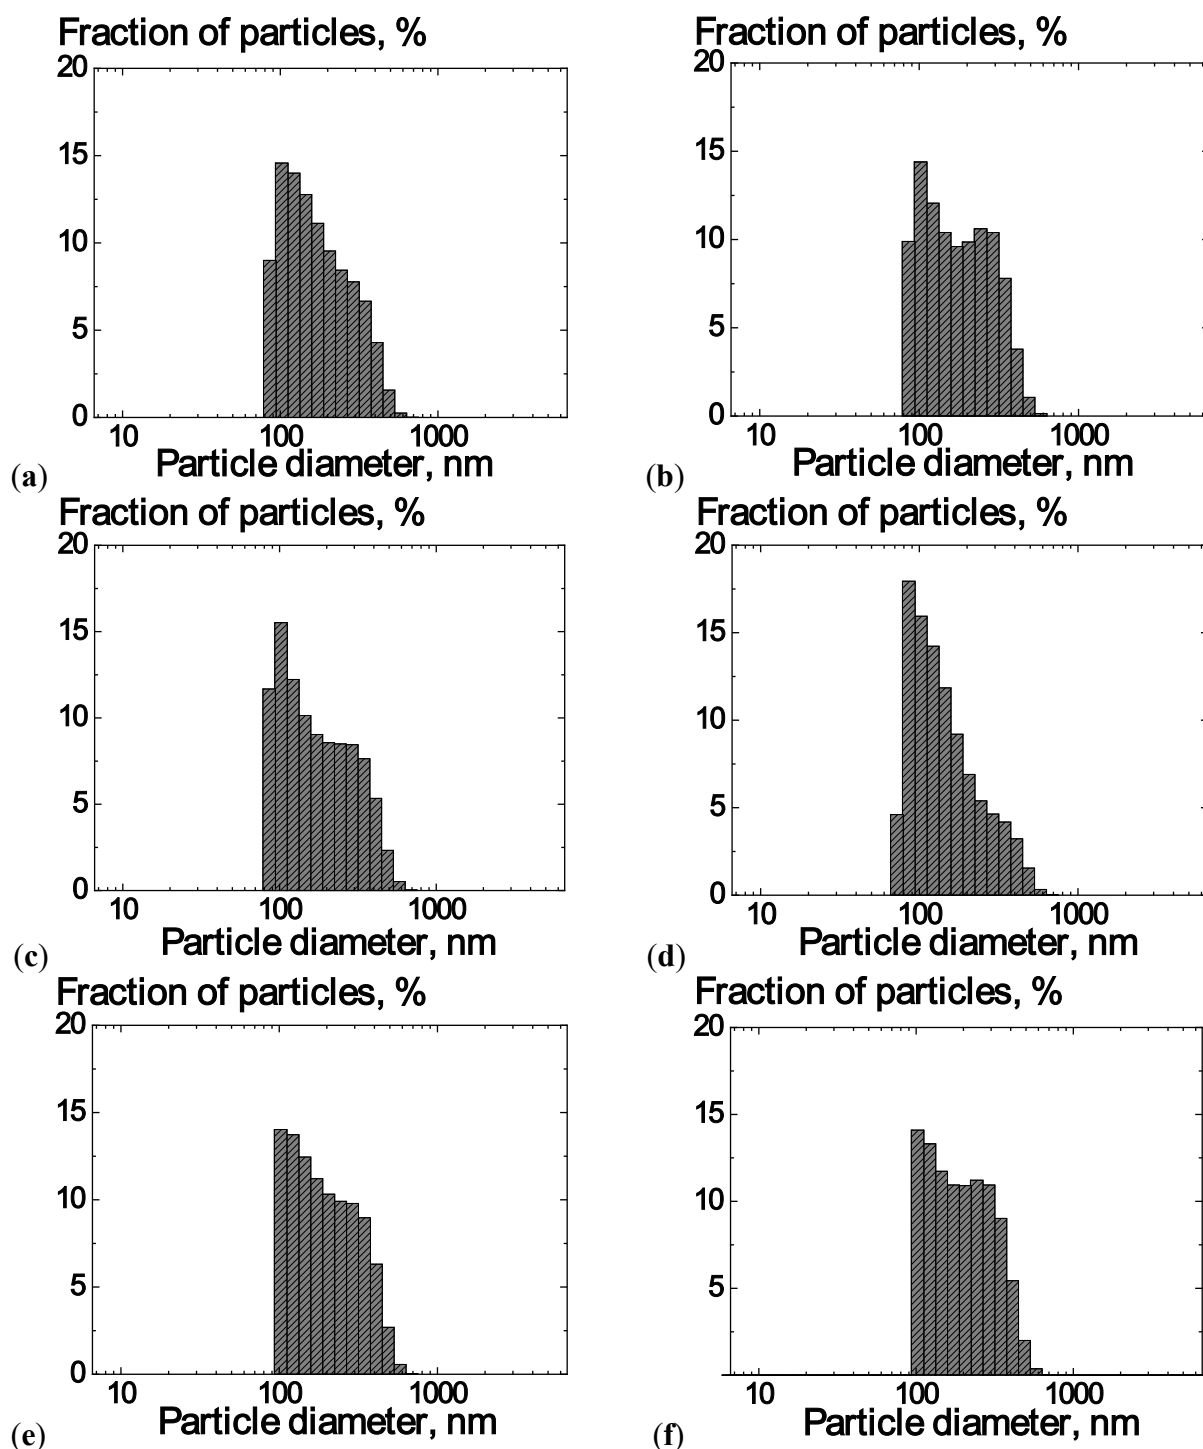 Fraction of particles, %
20
15
10
5
0
10 100 1000
Particle diameter, nm
(a)
Fraction of particles, %
20
15
10
5
0
10 100 1000
Particle diameter, nm
(b)
Fraction of particles, %
20
15
10
5
0
10 100 1000
Particle diameter, nm
(c)
Fraction of particles, %
20
15
10
5
0
10 100 1000
Particle diameter, nm
(d)
Fraction of particles, %
20
15
10
5
0
10 100 1000
Particle diameter, nm
(e)
Fraction of particles, %
20
15
10
5
10 100 1000
Particle diameter, nm
(f)